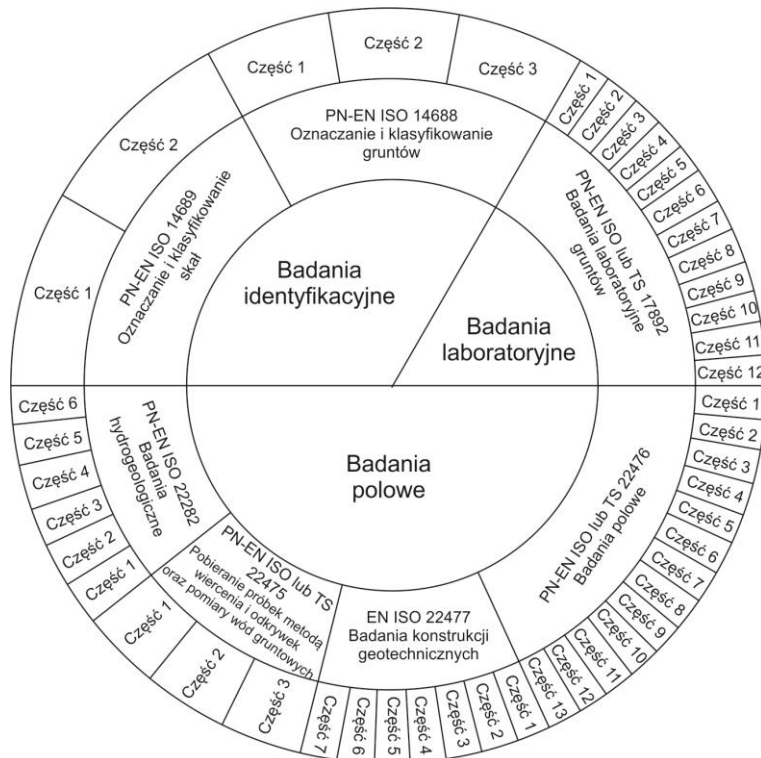 Część 1
Część 2
Część 3
Część 1
Część 2
Część 3
Część 4
Część 5
Część 6
Część 7
Część 8
Część 9
Część 10
Część 11
Część 12
Część 2
Część 1
PN-EN ISO 14688
Oznaczanie i klasyfikowanie
gruntów
PN-EN ISO 14689
Oznaczanie i klasyfikowanie
skał
PN-EN ISO lub TS 17892
Badania laboratoryjne
gruntów
Badania
identyfikacyjne
Badania
laboratoryjne
Badania
polowe
Część 6
Część 5
Część 4
Część 3
Część 2
Część 1
PN-EN ISO 22282
Badania
hydrogeologiczne
PN-EN ISO lub TS
22475
Pobieranie próbek metodą
wiercenia i odkrywek
oraz pomiary wód gruntowych
Część 1
Część 2
Część 3
EN ISO 22477
Badania konstrukcji
geotechnicznych
Część 7
Część 6
Część 5
Część 4
Część 3
Część 2
Część 1
PN-EN ISO lub TS 22476
Badania polowe
Część 1
Część 2
Część 3
Część 4
Część 5
Część 6
Część 7
Część 8
Część 9
Część 10
Część 11
Część 12
Część 13